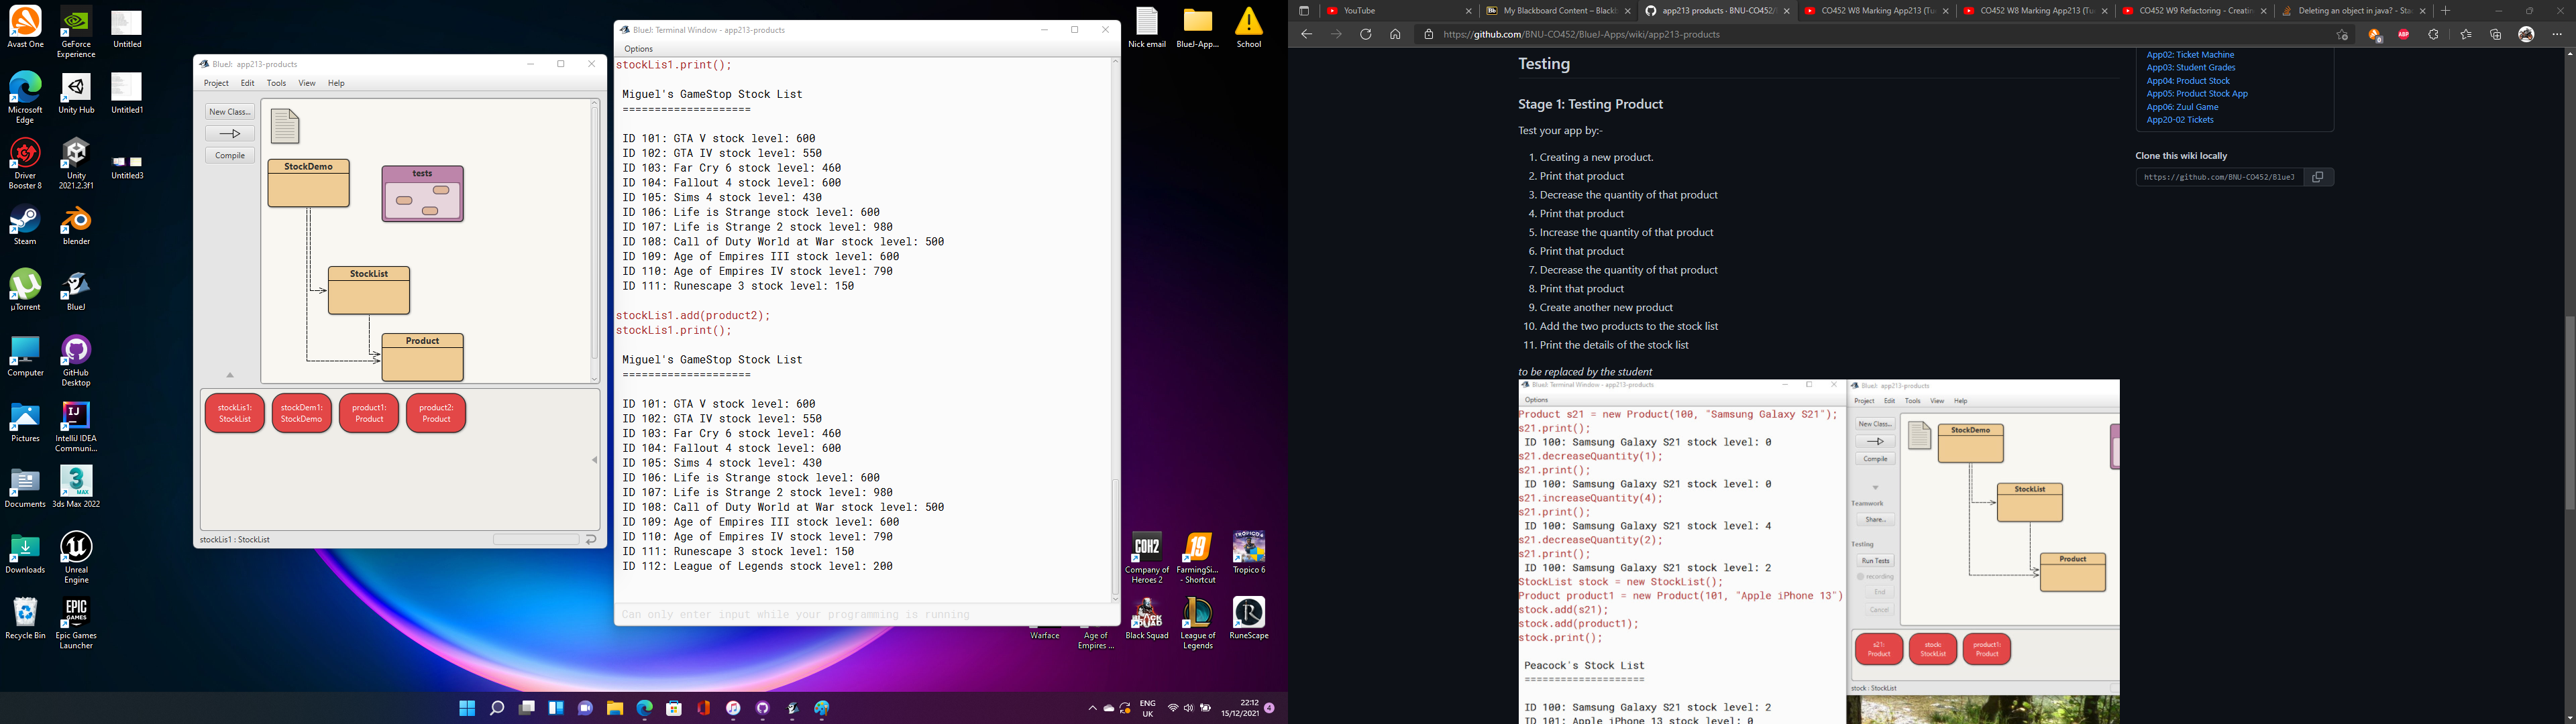 Avast One
GeForce Experience
Untitled
Microsoft Edge
Unity Hub
Untitled1
Driver Booster 8
Unity 2021.2.3f1
Untitled3
Steam
blender
µTorrent
BlueJ
Computer
GitHub Desktop
Pictures
IntelliJ IDEA Communi...
Documents
3ds Max 2022
Downloads
Unreal Engine
Recycle Bin
Epic Games Launcher
BlueJ: app213-products
Project Edit Tools View Help
New Class...
Compile
StockDemo
tests
StockList
Product
stockLis1: StockList
stockDem1: StockDemo
product1: Product
product2: Product
stockLis1 : StockList
BlueJ: Terminal Window - app213-products
Options
stockLis1.print();
Miguel's GameStop Stock List
====================
ID 101: GTA V stock level: 600
ID 102: GTA IV stock level: 550
ID 103: Far Cry 6 stock level: 460
ID 104: Fallout 4 stock level: 600
ID 105: Sims 4 stock level: 430
ID 106: Life is Strange stock level: 600
ID 107: Life is Strange 2 stock level: 980
ID 108: Call of Duty World at War stock level: 500
ID 109: Age of Empires III stock level: 600
ID 110: Age of Empires IV stock level: 790
ID 111: Runescape 3 stock level: 150
stockLis1.add(product2);
stockLis1.print();
Miguel's GameStop Stock List
====================
ID 101: GTA V stock level: 600
ID 102: GTA IV stock level: 550
ID 103: Far Cry 6 stock level: 460
ID 104: Fallout 4 stock level: 600
ID 105: Sims 4 stock level: 430
ID 106: Life is Strange stock level: 600
ID 107: Life is Strange 2 stock level: 980
ID 108: Call of Duty World at War stock level: 500
ID 109: Age of Empires III stock level: 600
ID 110: Age of Empires IV stock level: 790
ID 111: Runescape 3 stock level: 150
ID 112: League of Legends stock level: 200
Can only enter input while your programming is running
Nick email
BlueJ-App...
School
Company of Heroes 2
FarmingSi... - Shortcut
Tropico 6
Warface
Age of Empires ...
Black Squad
League of Legends
RuneScape
ENG UK
22:12
15/12/2021
4
YouTube
My Blackboard Content – Blackb
app213 products · BNU-CO452/
CO452 W8 Marking App213 (Tu
CO452 W8 Marking App213 (Tu
CO452 W9 Refactoring - Creatin
Deleting an object in java? - Sta
https://github.com/BNU-CO452/BlueJ-Apps/wiki/app213-products
Testing
Stage 1: Testing Product
Test your app by:-
1. Creating a new product.
2. Print that product
3. Decrease the quantity of that product
4. Print that product
5. Increase the quantity of that product
6. Print that product
7. Decrease the quantity of that product
8. Print that product
9. Create another new product
10. Add the two products to the stock list
11. Print the details of the stock list
to be replaced by the student
BlueJ: Terminal Window - app213-products
Options
Product s21 = new Product(100, "Samsung Galaxy S21");
s21.print();
ID 100: Samsung Galaxy S21 stock level: 0
s21.decreaseQuantity(1);
s21.print();
ID 100: Samsung Galaxy S21 stock level: 0
s21.increaseQuantity(4);
s21.print();
ID 100: Samsung Galaxy S21 stock level: 4
s21.decreaseQuantity(2);
s21.print();
ID 100: Samsung Galaxy S21 stock level: 2
StockList stock = new StockList();
Product product1 = new Product(101, "Apple iPhone 13")
stock.add(s21);
stock.add(product1);
stock.print();
Peacock's Stock List
====================
ID 100: Samsung Galaxy S21 stock level: 2
ID 101: Apple iPhone 13 stock level: 0
BlueJ: app213-products
Project Edit Tools View Help
New Class...
Compile
Teamwork
Share...
Testing
Run Tests
recording
End
Cancel
StockDemo
StockList
Product
s21: Product
stock: StockList
product1: Product
stock : StockList
App02: Ticket Machine
App03: Student Grades
App04: Product Stock
App05: Product Stock App
App06: Zuul Game
App20-02 Tickets
Clone this wiki locally
https://github.com/BNU-CO452/BlueJ